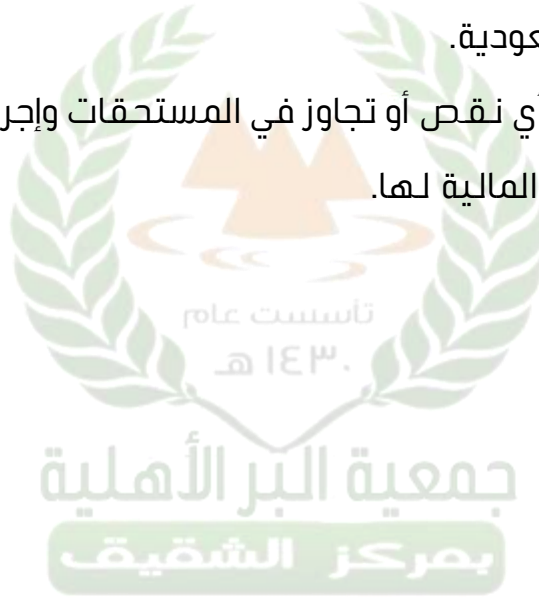 عودية.
أي نقص أو تجاوز في المستحقات وإجر
المالية لها.
تأسست عام
١٤٣٠ هـ
جمعية البر الأهلية
بمركز الشقيق